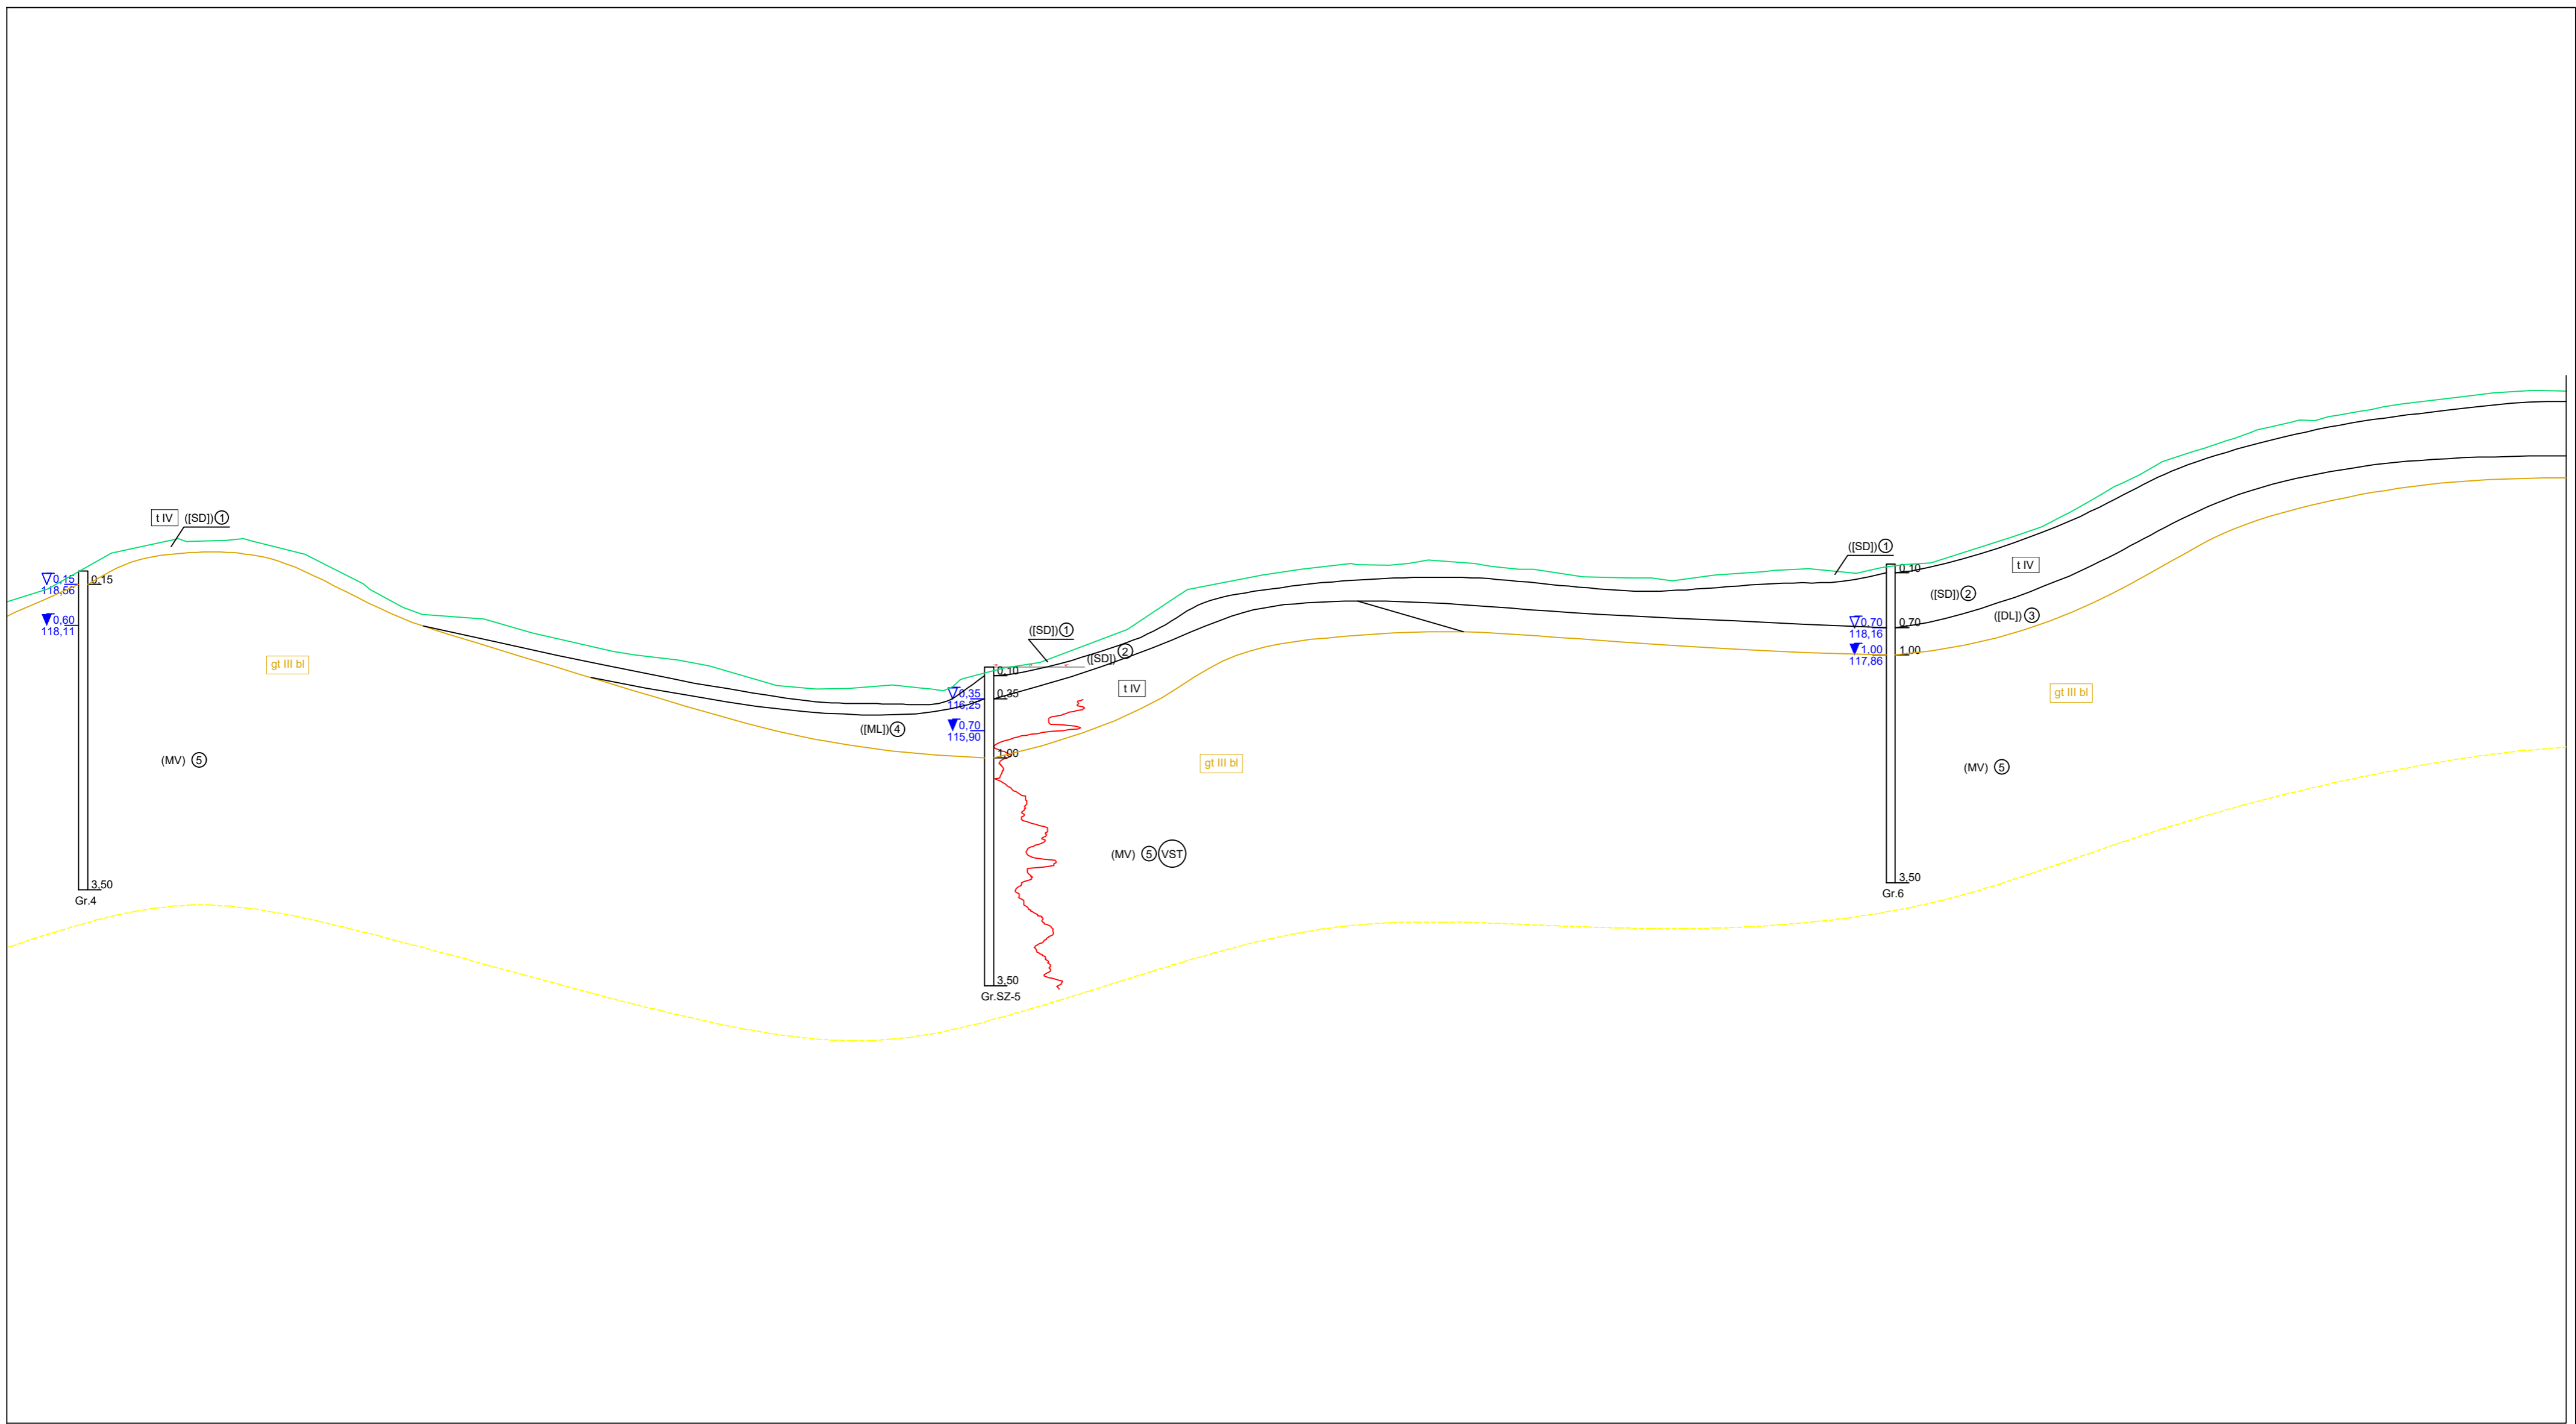 t IV ([SD]) 1
0,15 0,15
118,56
0,60
118,11
gt III bl
(MV) 5
3,50
Gr.4
([SD]) 1
([SD]) 2
0,10
t IV
0,35 0,35
116,25
([ML]) 4
0,70
115,90
1,00
gt III bl
(MV) 5 VST
3,50
Gr.SZ-5
([SD]) 1
0,10
t IV
([SD]) 2
([DL]) 3
0,70 0,70
118,16
1,00 1,00
117,86
gt III bl
(MV) 5
3,50
Gr.6